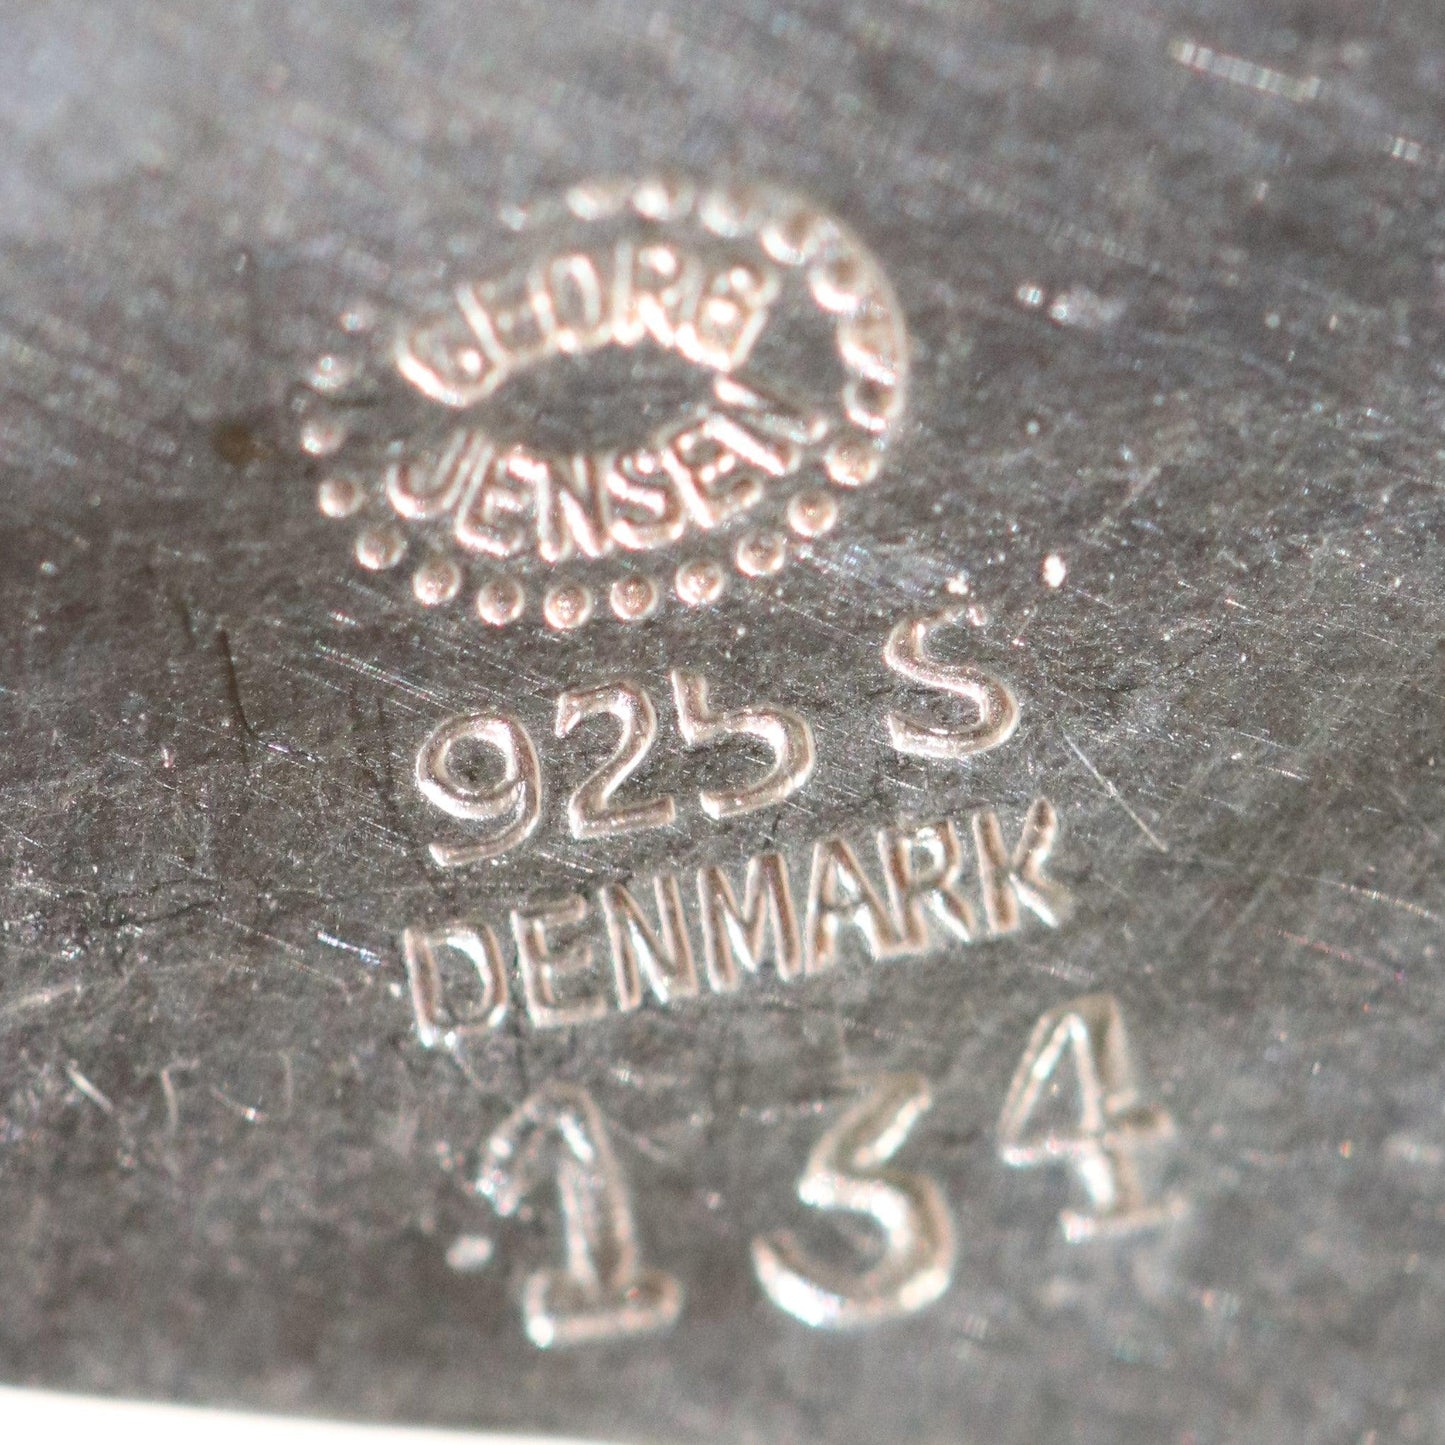 GEORG
JENSEN
925 S
DENMARK
134